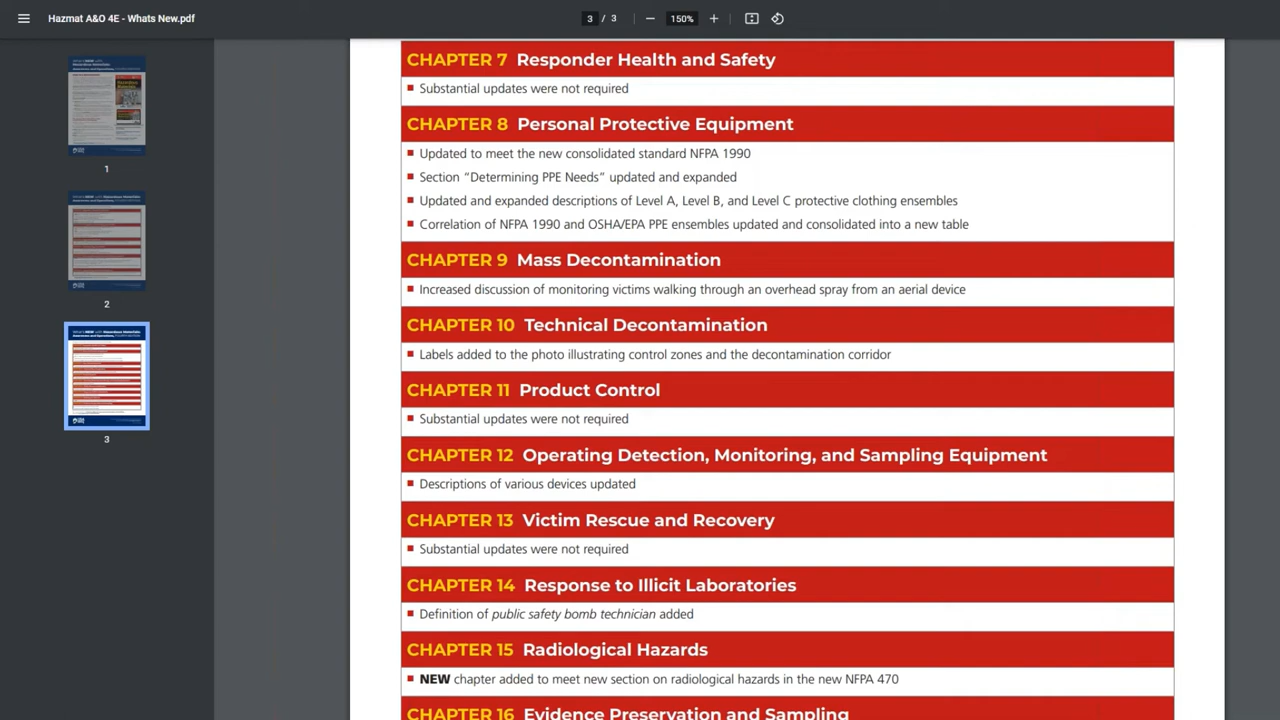 Hazmat A&O 4E - Whats New.pdf
3 / 3
150%
1
2
3
CHAPTER 7 Responder Health and Safety
Substantial updates were not required
CHAPTER 8 Personal Protective Equipment
Updated to meet the new consolidated standard NFPA 1990
Section “Determining PPE Needs” updated and expanded
Updated and expanded descriptions of Level A, Level B, and Level C protective clothing ensembles
Correlation of NFPA 1990 and OSHA/EPA PPE ensembles updated and consolidated into a new table
CHAPTER 9 Mass Decontamination
Increased discussion of monitoring victims walking through an overhead spray from an aerial device
CHAPTER 10 Technical Decontamination
Labels added to the photo illustrating control zones and the decontamination corridor
CHAPTER 11 Product Control
Substantial updates were not required
CHAPTER 12 Operating Detection, Monitoring, and Sampling Equipment
Descriptions of various devices updated
CHAPTER 13 Victim Rescue and Recovery
Substantial updates were not required
CHAPTER 14 Response to Illicit Laboratories
Definition of public safety bomb technician added
CHAPTER 15 Radiological Hazards
NEW chapter added to meet new section on radiological hazards in the new NFPA 470
CHAPTER 16 Evidence Preservation and Sampling